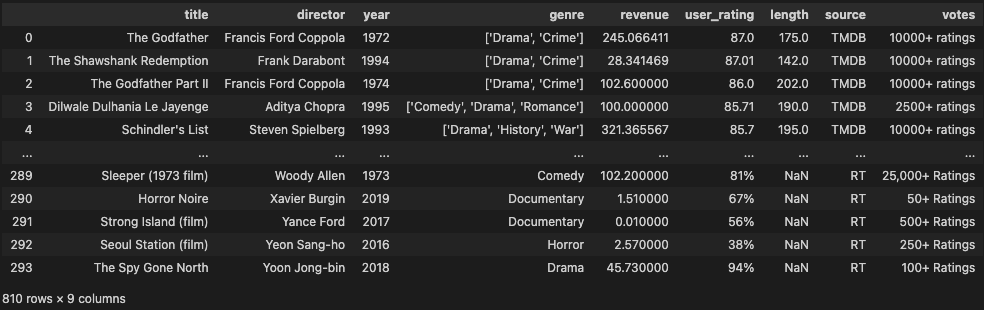 title director year genre revenue user_rating length source votes
0 The Godfather Francis Ford Coppola 1972 ['Drama', 'Crime'] 245.066411 87.0 175.0 TMDB 10000+ ratings
1 The Shawshank Redemption Frank Darabont 1994 ['Drama', 'Crime'] 28.341469 87.01 142.0 TMDB 10000+ ratings
2 The Godfather Part II Francis Ford Coppola 1974 ['Drama', 'Crime'] 102.600000 86.0 202.0 TMDB 10000+ ratings
3 Dilwale Dulhania Le Jayenge Aditya Chopra 1995 ['Comedy', 'Drama', 'Romance'] 100.000000 85.71 190.0 TMDB 2500+ ratings
4 Schindler's List Steven Spielberg 1993 ['Drama', 'History', 'War'] 321.365567 85.7 195.0 TMDB 10000+ ratings
... ... ... ... ... ... ... ... ... ...
289 Sleeper (1973 film) Woody Allen 1973 Comedy 102.200000 81% NaN RT 25,000+ Ratings
290 Horror Noire Xavier Burgin 2019 Documentary 1.510000 67% NaN RT 50+ Ratings
291 Strong Island (film) Yance Ford 2017 Documentary 0.010000 56% NaN RT 500+ Ratings
292 Seoul Station (film) Yeon Sang-ho 2016 Horror 2.570000 38% NaN RT 250+ Ratings
293 The Spy Gone North Yoon Jong-bin 2018 Drama 45.730000 94% NaN RT 100+ Ratings
810 rows × 9 columns